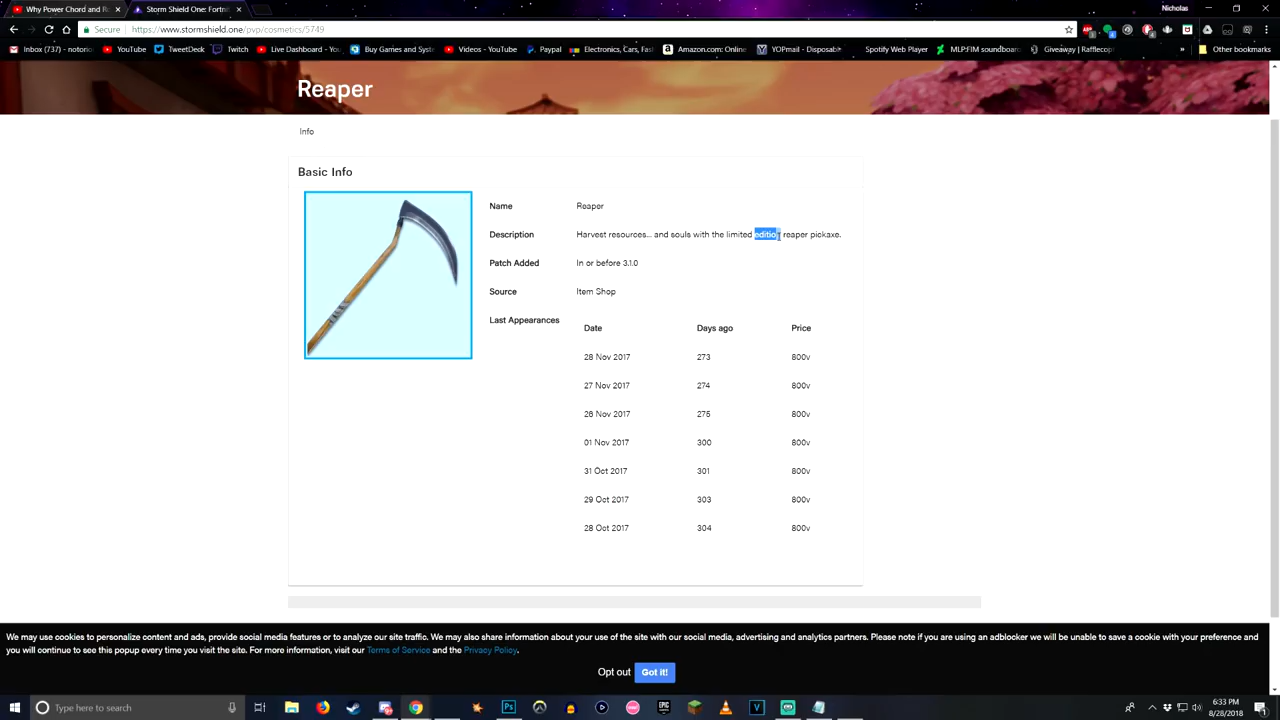 Why Power Chord and R
Storm Shield One: Fortni
Nicholas
Secure
https://www.stormshield.one/pvp/cosmetics/5749
Inbox (737) - notorio
YouTube
TweetDeck
Twitch
Live Dashboard - You
Buy Games and Syste
Videos - YouTube
Paypal
Electronics, Cars, Fas
Amazon.com: Online
YOPmail - Disposable
Spotify Web Player
MLP:FIM soundboard
Giveaway | Rafflecop
»
Other bookmarks
Reaper
Info
Basic Info
Name Reaper
Description Harvest resources... and souls with the limited edition reaper pickaxe.
Patch Added In or before 3.1.0
Source Item Shop
Last Appearances
Date Days ago Price
28 Nov 2017 273 800v
27 Nov 2017 274 800v
26 Nov 2017 275 800v
01 Nov 2017 300 800v
31 Oct 2017 301 800v
29 Oct 2017 303 800v
28 Oct 2017 304 800v
We may use cookies to personalize content and ads, provide social media features or to analyze our site traffic. We may also share information about your use of the site with our social media, advertising and analytics partners. Please note if you are using an adblocker we will be unable to save a cookie with your preference and
you will continue to see this popup every time you visit the site. For more information, visit our Terms of Service and the Privacy Policy.
Opt out Got it!
Type here to search
6:33 PM
8/28/2018